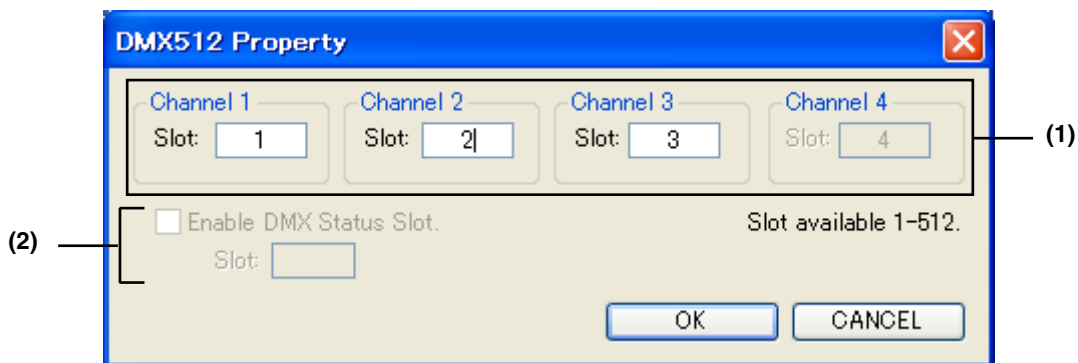 DMX512 Property
Channel 1 Channel 2 Channel 3 Channel 4
Slot: 1 Slot: 2 Slot: 3 Slot: 4
(1)
Enable DMX Status Slot. Slot available 1-512.
(2)
Slot:
OK CANCEL